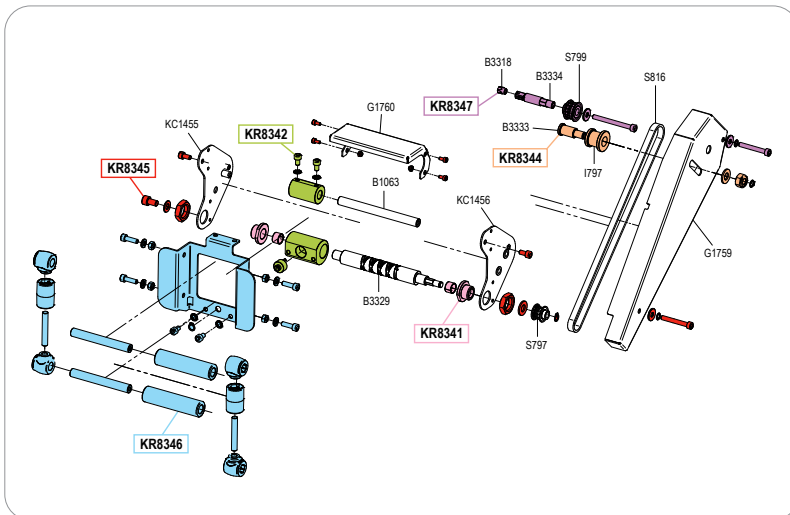 S799
B3318
B3334
S816
KR8347
G1760
KC1455
B3333
KR8342
KR8344
I797
KR8345
B1063
KC1456
G1759
B3329
KR8341
S797
KR8346